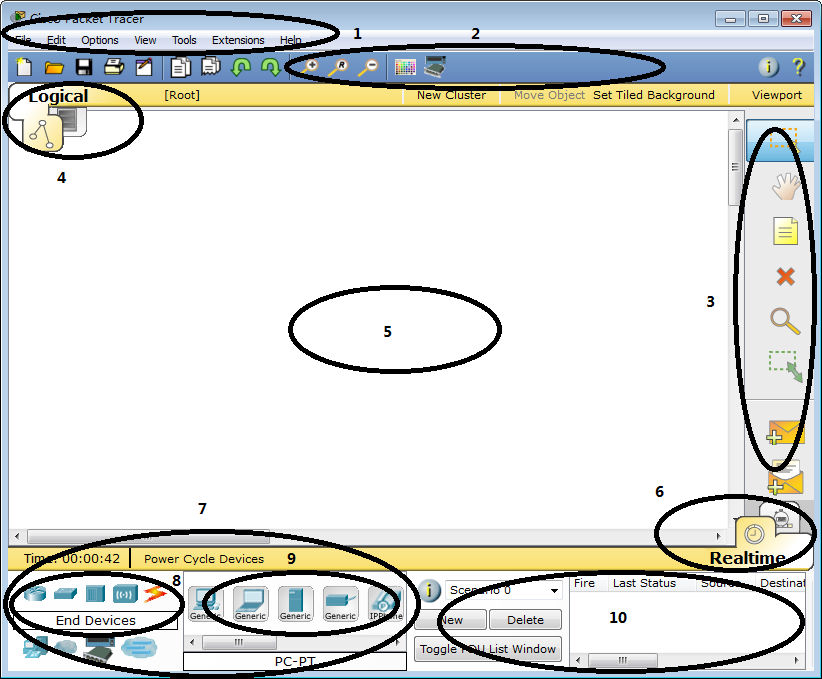 Cisco Packet Tracer
File Edit Options View Tools Extensions Help
1
2
R
Logical
[Root]
New Cluster
Move Object
Set Tiled Background
Viewport
4
3
5
6
7
Realtime
Time: 00:00:42
Power Cycle Devices
9
8
End Devices
Generic Generic Generic Generic IPPhone
PC-PT
Scenario 0
New
Delete
Toggle PDU List Window
Fire Last Status Source Destinat
10